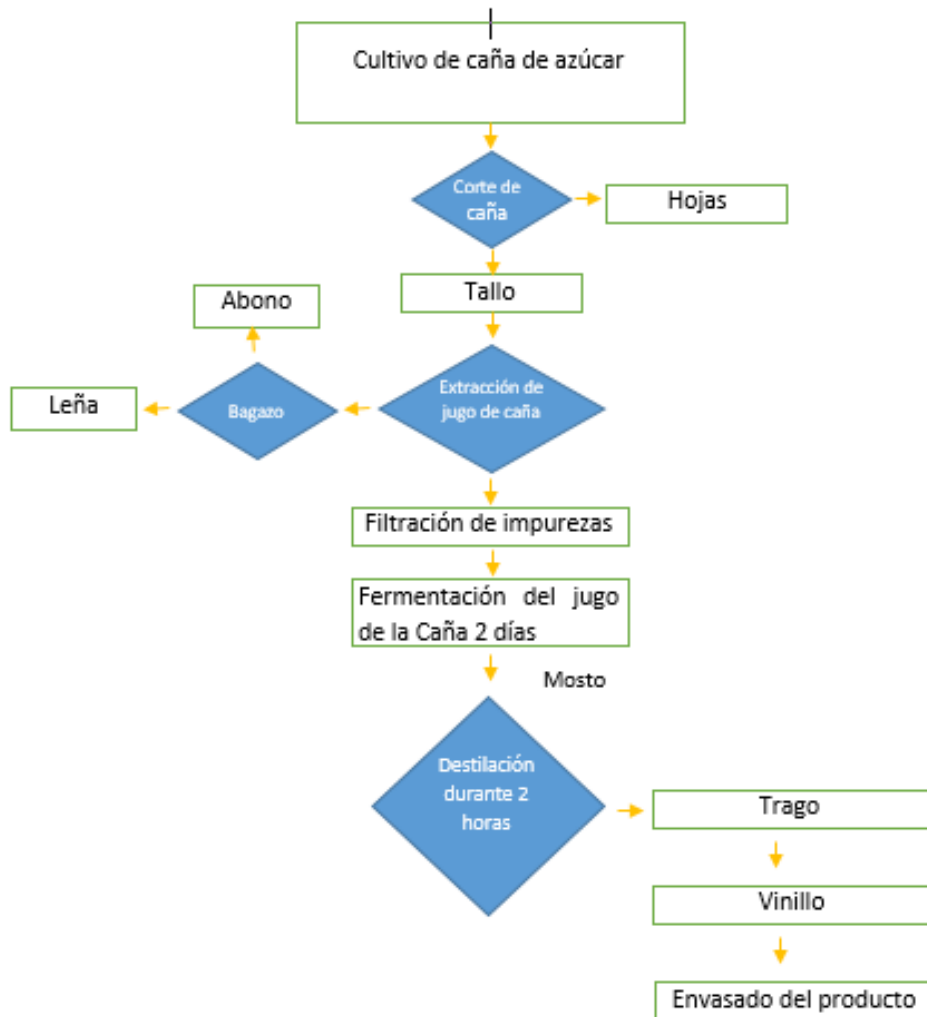 Cultivo de caña de azúcar
Corte de
caña
Hojas
Tallo
Abono
Extracción de
jugo de caña
Bagazo
Leña
Filtración de impurezas
Fermentación del jugo
de la Caña 2 días
Mosto
Destilación
durante 2
horas
Trago
Vinillo
Envasado del producto